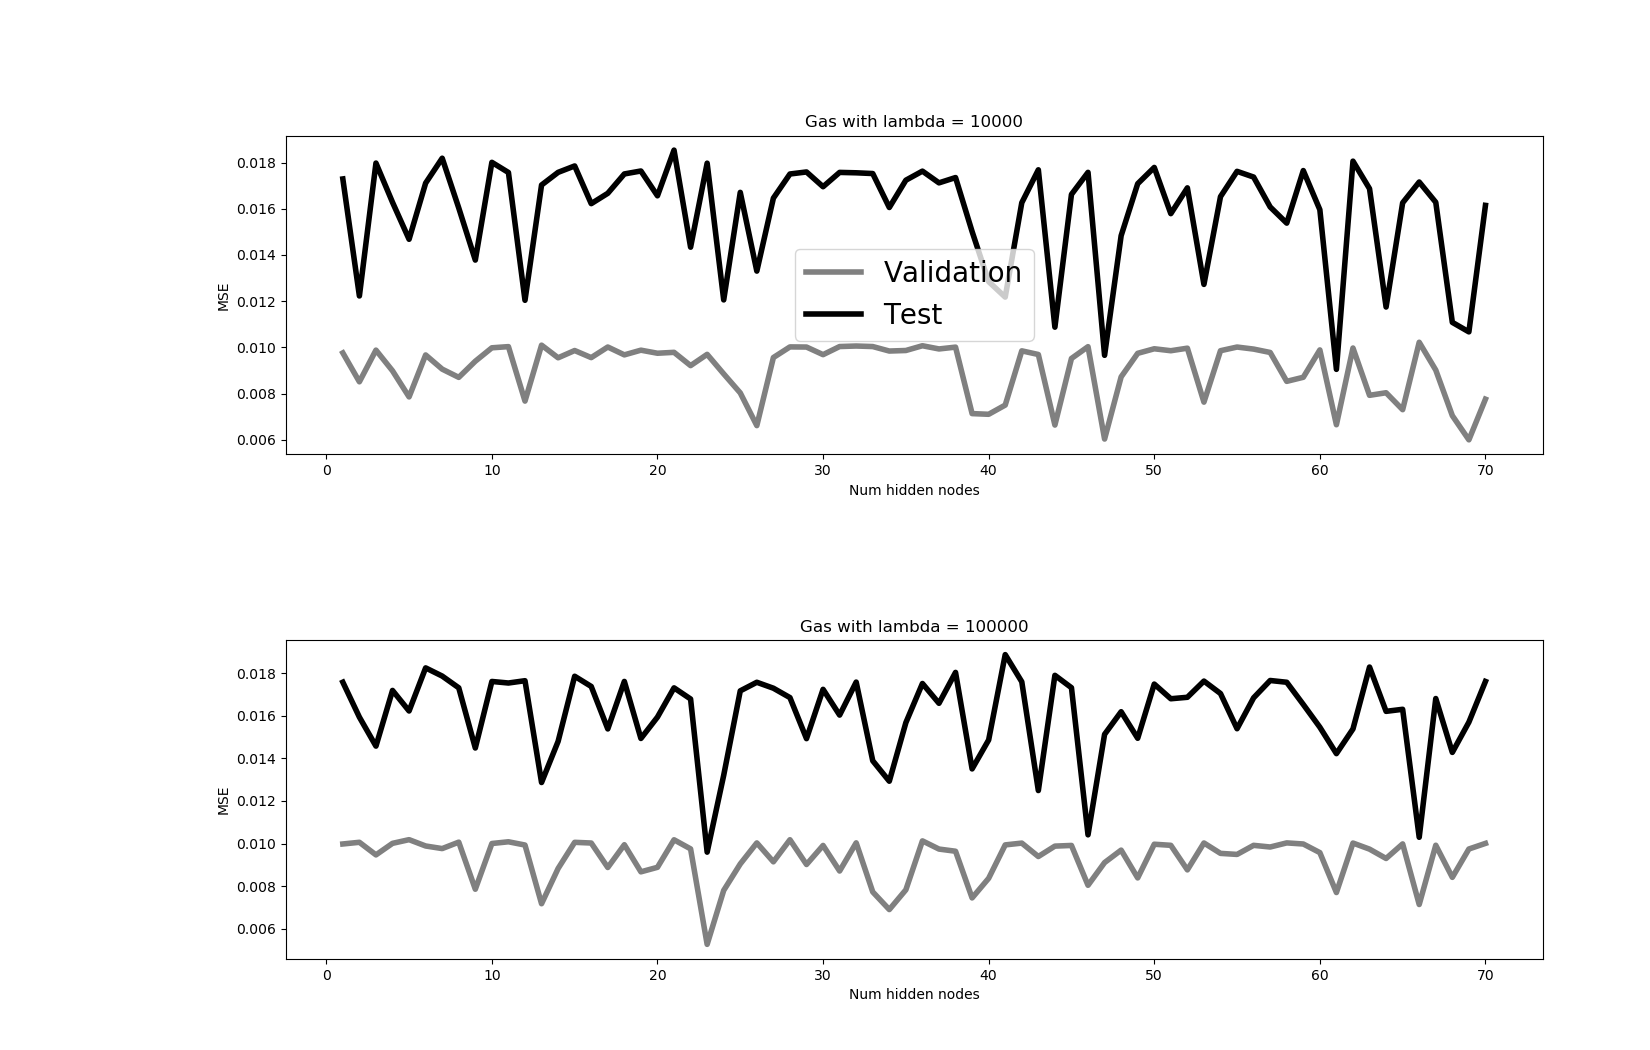 Gas with lambda = 10000
0.018
0.016
0.014
0.012
0.010
0.008
0.006
MSE
Validation
Test
0 10 20 30 40 50 60 70
Num hidden nodes
Gas with lambda = 100000
0.018
0.016
0.014
0.012
0.010
0.008
0.006
MSE
0 10 20 30 40 50 60 70
Num hidden nodes